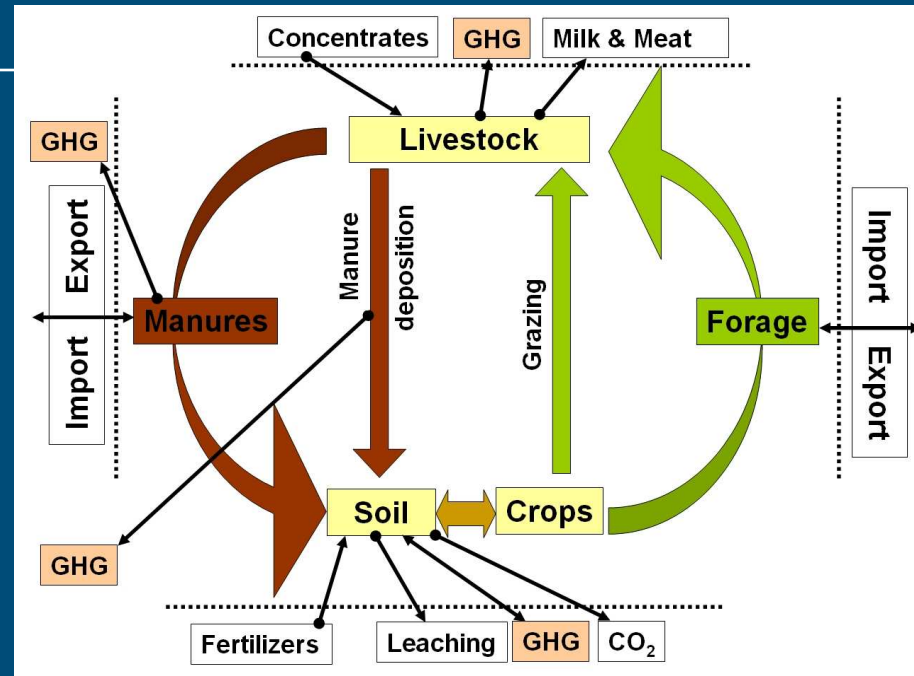 Concentrates
GHG
Milk & Meat
GHG
Livestock
Export
Import
Manures
Manure
deposition
Grazing
Forage
Import
Export
Soil
Crops
GHG
Fertilizers
Leaching
GHG
CO₂